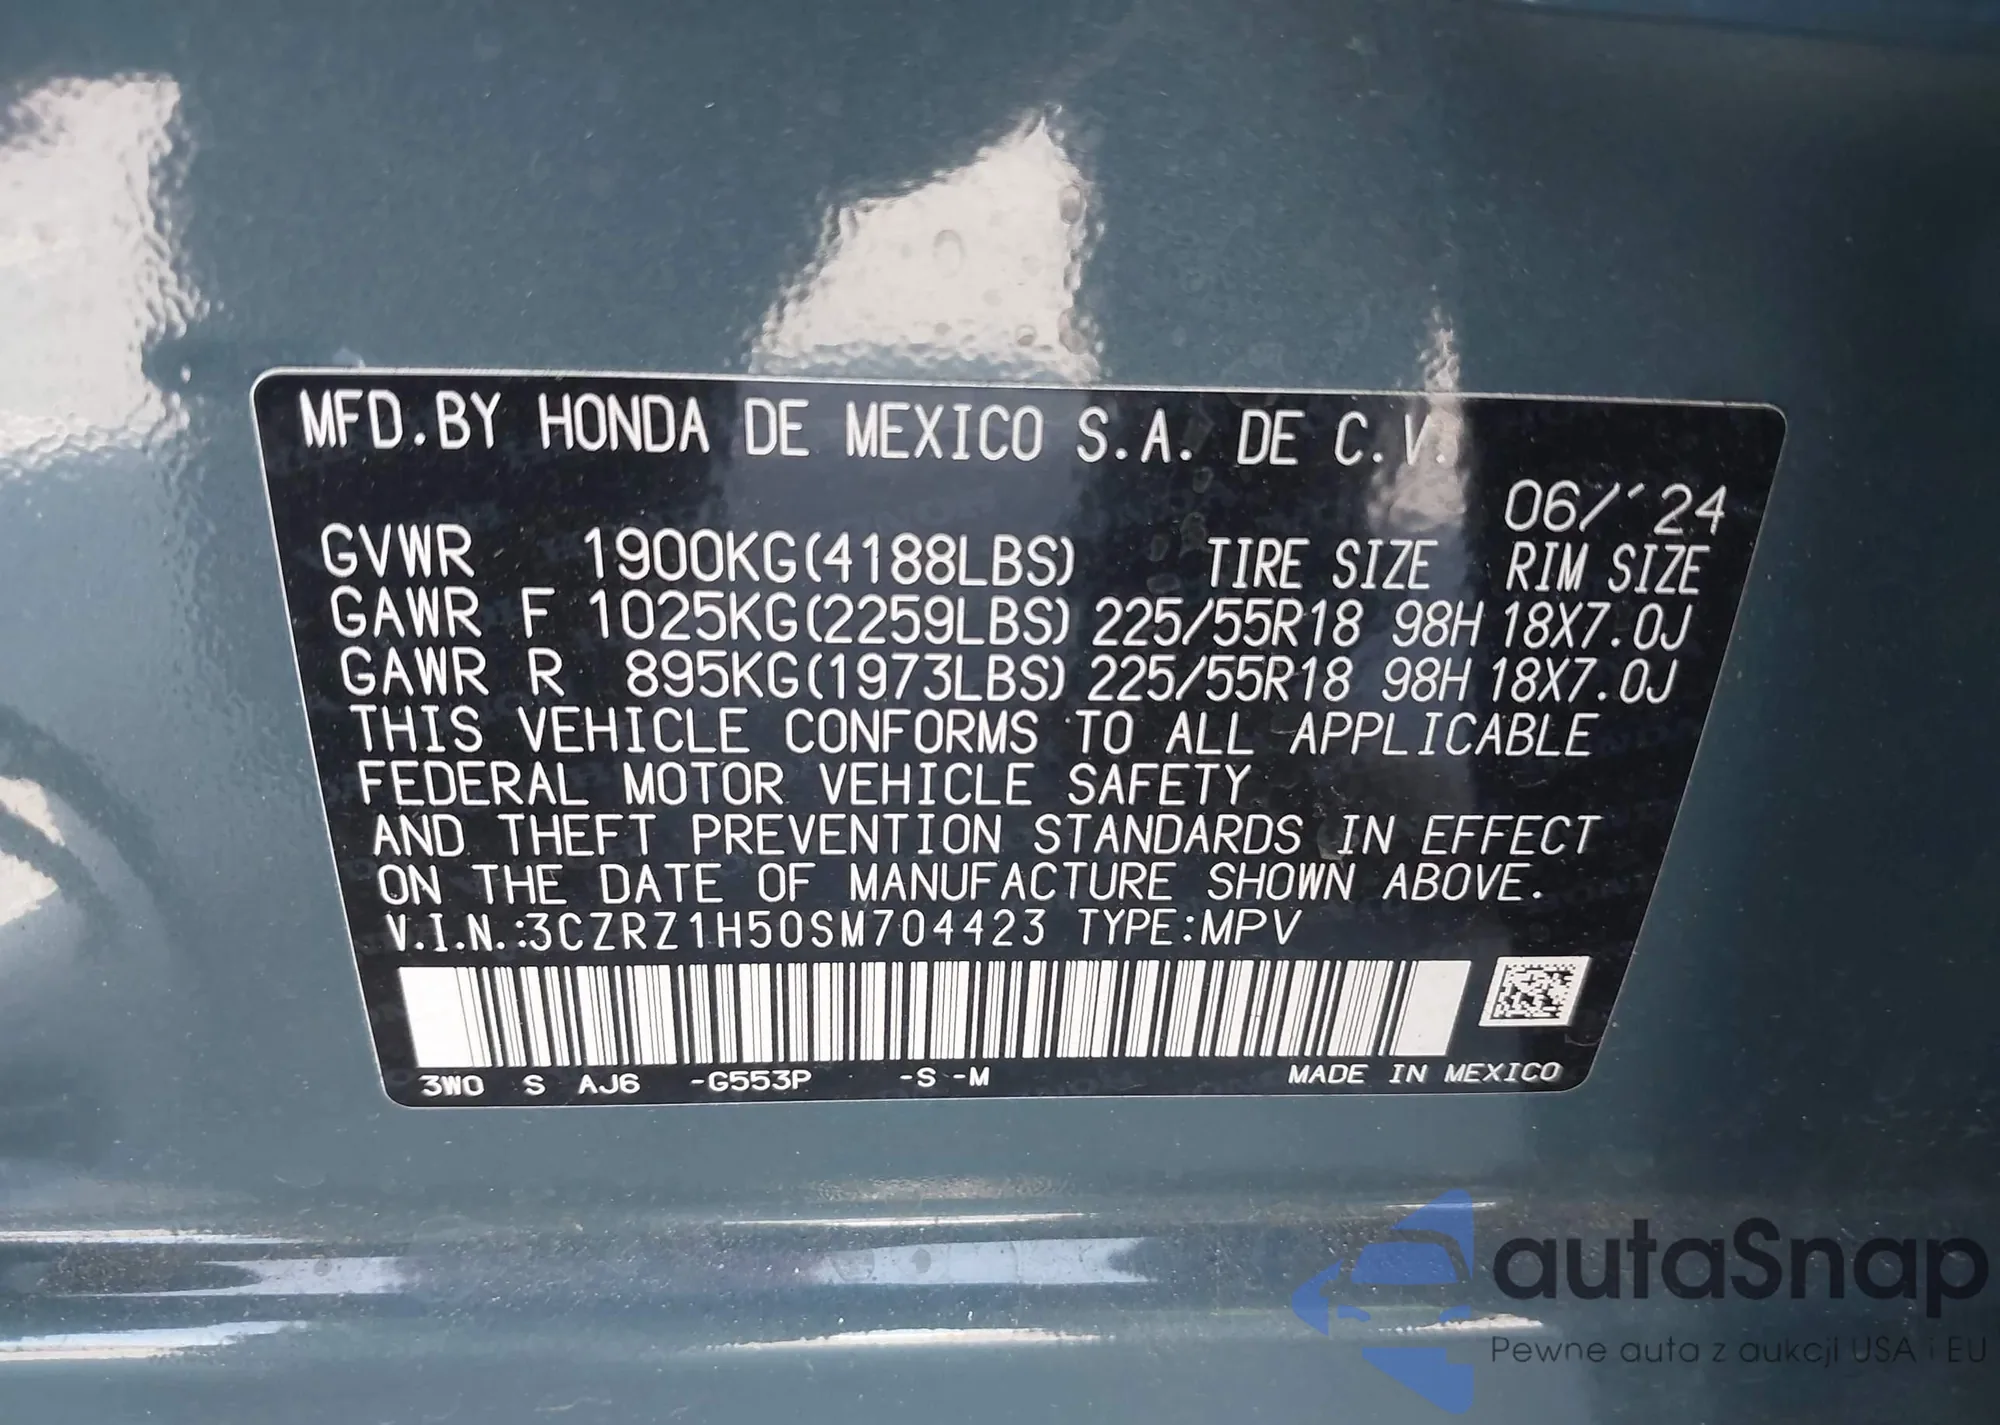 MFD.BY HONDA DE MEXICO S.A. DE C.V.
06/'24
GVWR 1900KG(4188LBS) TIRE SIZE RIM SIZE
GAWR F 1025KG(2259LBS) 225/55R18 98H 18X7.0J
GAWR R 895KG(1973LBS) 225/55R18 98H 18X7.0J
THIS VEHICLE CONFORMS TO ALL APPLICABLE
FEDERAL MOTOR VEHICLE SAFETY
AND THEFT PREVENTION STANDARDS IN EFFECT
ON THE DATE OF MANUFACTURE SHOWN ABOVE.
V.I.N.:3CZRZ1H50SM704423 TYPE:MPV
3W0 S AJ6 -G553P -S -M MADE IN MEXICO
autaSnap
Pewne auta z aukcji USA i EU